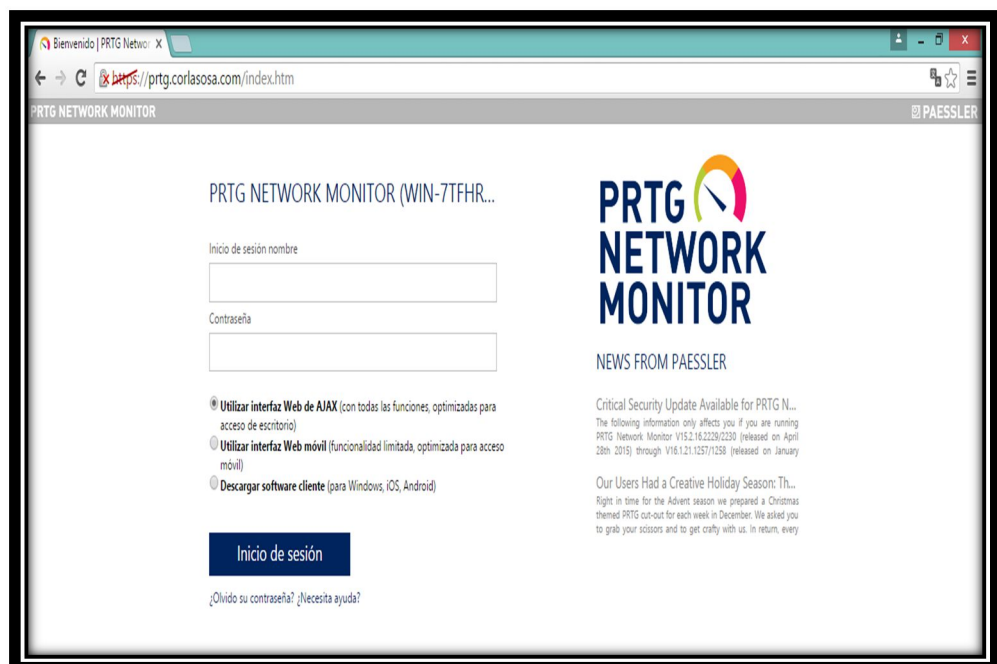 Bienvenido | PRTG Networ
https://prtg.corlasosa.com/index.htm
PRTG NETWORK MONITOR
PAESSLER
PRTG NETWORK MONITOR (WIN-7TFHR...
Inicio de sesión nombre
Contraseña
Utilizar interfaz Web de AJAX (con todas las funciones, optimizadas para
acceso de escritorio)
Utilizar interfaz Web móvil (funcionalidad limitada, optimizada para acceso
móvil)
Descargar software cliente (para Windows, iOS, Android)
Inicio de sesión
¿Olvido su contraseña? ¿Necesita ayuda?
PRTG
NETWORK
MONITOR
NEWS FROM PAESSLER
Critical Security Update Available for PRTG N...
The following information only affects you if you are running
PRTG Network Monitor V15.2.16.2229/2230 (released on April
28th 2015) through V16.1.21.1257/1258 (released on January
Our Users Had a Creative Holiday Season: Th...
Right in time for the Advent season we prepared a Christmas
themed PRTG cut-out for each week in December. We asked you
to grab your scissors and to get crafty with us. In return, every